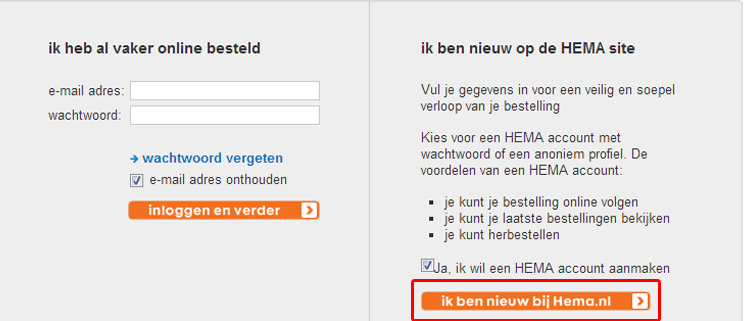 ik heb al vaker online besteld
e-mail adres:
wachtwoord:
wachtwoord vergeten
e-mail adres onthouden
inloggen en verder
ik ben nieuw op de HEMA site
Vul je gegevens in voor een veilig en soepel
verloop van je bestelling
Kies voor een HEMA account met
wachtwoord of een anoniem profiel. De
voordelen van een HEMA account:
je kunt je bestelling online volgen
je kunt je laatste bestellingen bekijken
je kunt herbestellen
Ja, ik wil een HEMA account aanmaken
ik ben nieuw bij Hema.nl